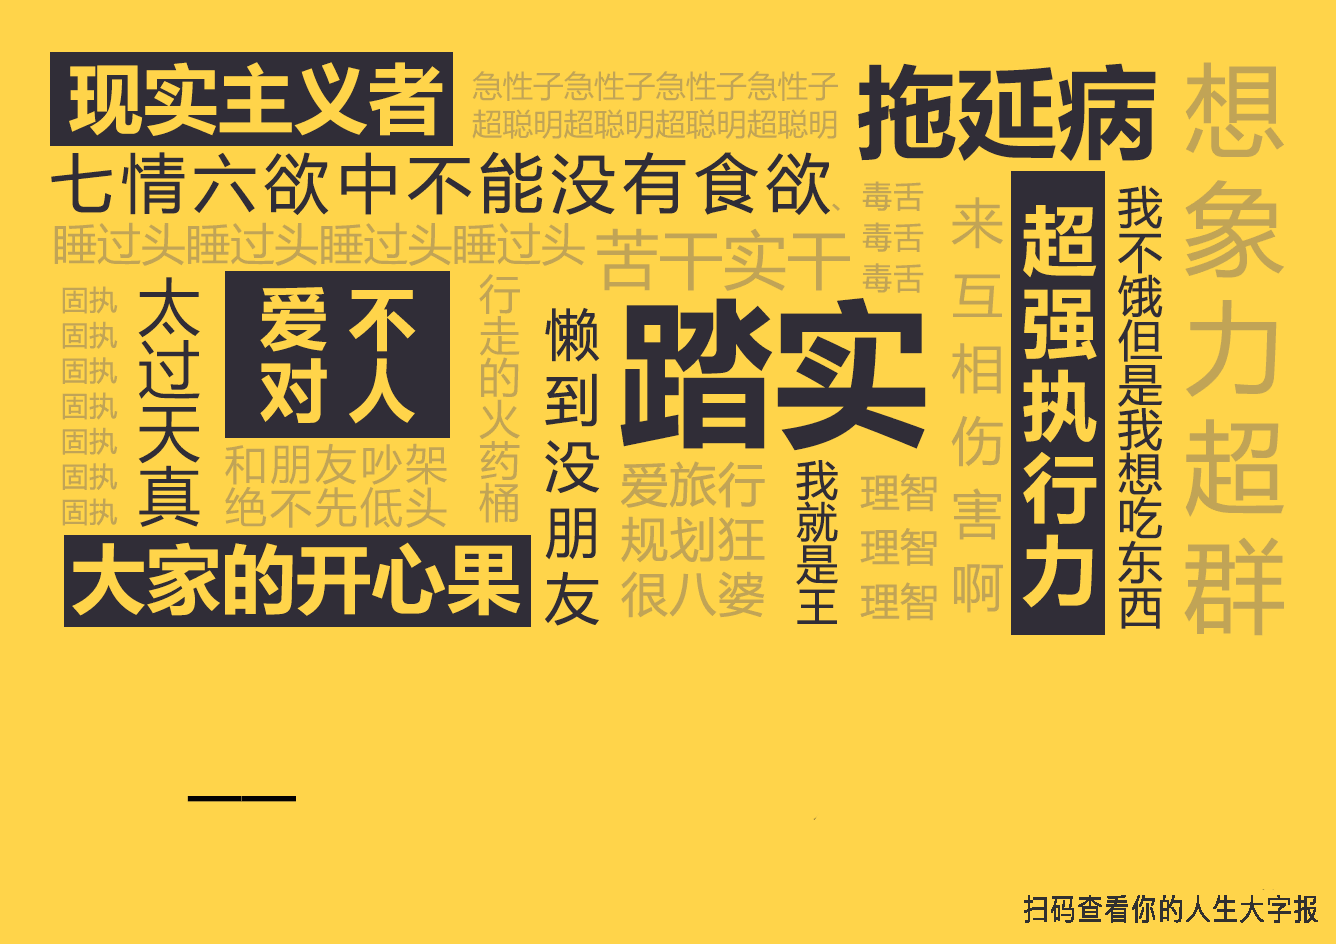 现实主义者
急性子急性子急性子急性子
超聪明超聪明超聪明超聪明
拖延病
想象力超群
七情六欲中不能没有食欲、
毒舌
毒舌
毒舌
来互相伤害啊
超强执行力
我不饿但是我想吃东西
睡过头睡过头睡过头睡过头
苦干实干
固执
固执
固执
固执
固执
固执
固执
太过天真
爱不
对人
行走的火药桶
懒到没朋友
踏实
和朋友吵架
绝不先低头
爱旅行
规划狂
很八婆
我就是王
理智
理智
理智
大家的开心果
——
扫码查看你的人生大字报